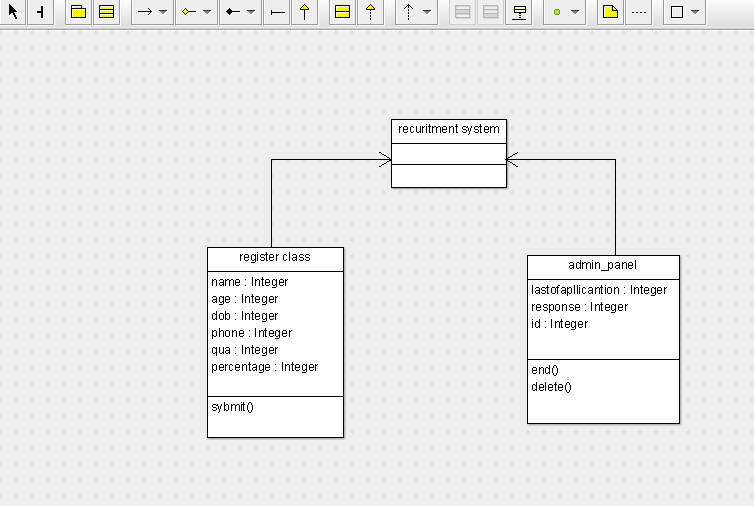 recuritment system
register class
name : Integer
age : Integer
dob : Integer
phone : Integer
qua : Integer
percentage : Integer
sybmit()
admin_panel
lastofapllicantion : Integer
response : Integer
id : Integer
end()
delete()